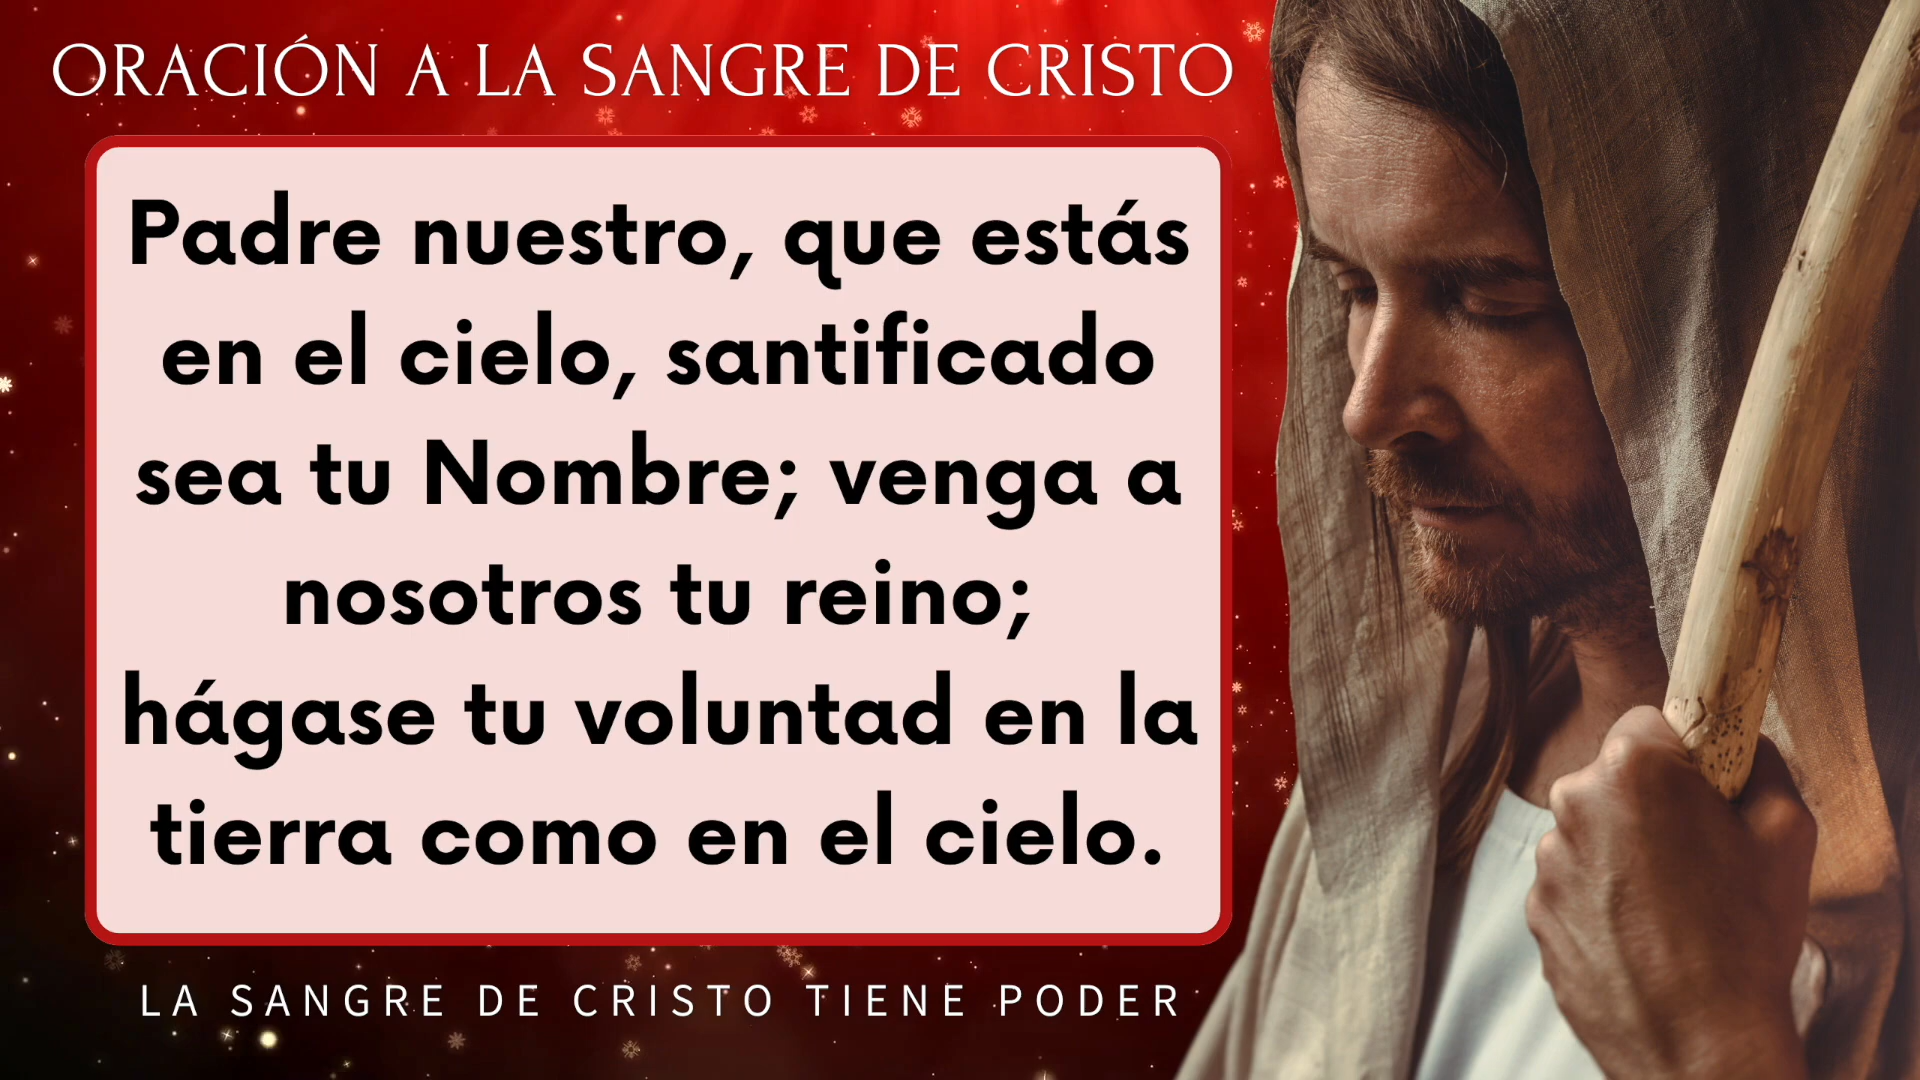 ORACIÓN A LA SANGRE DE CRISTO
Padre nuestro, que estás
en el cielo, santificado
sea tu Nombre; venga a
nosotros tu reino;
hágase tu voluntad en la
tierra como en el cielo.
LA SANGRE DE CRISTO TIENE PODER